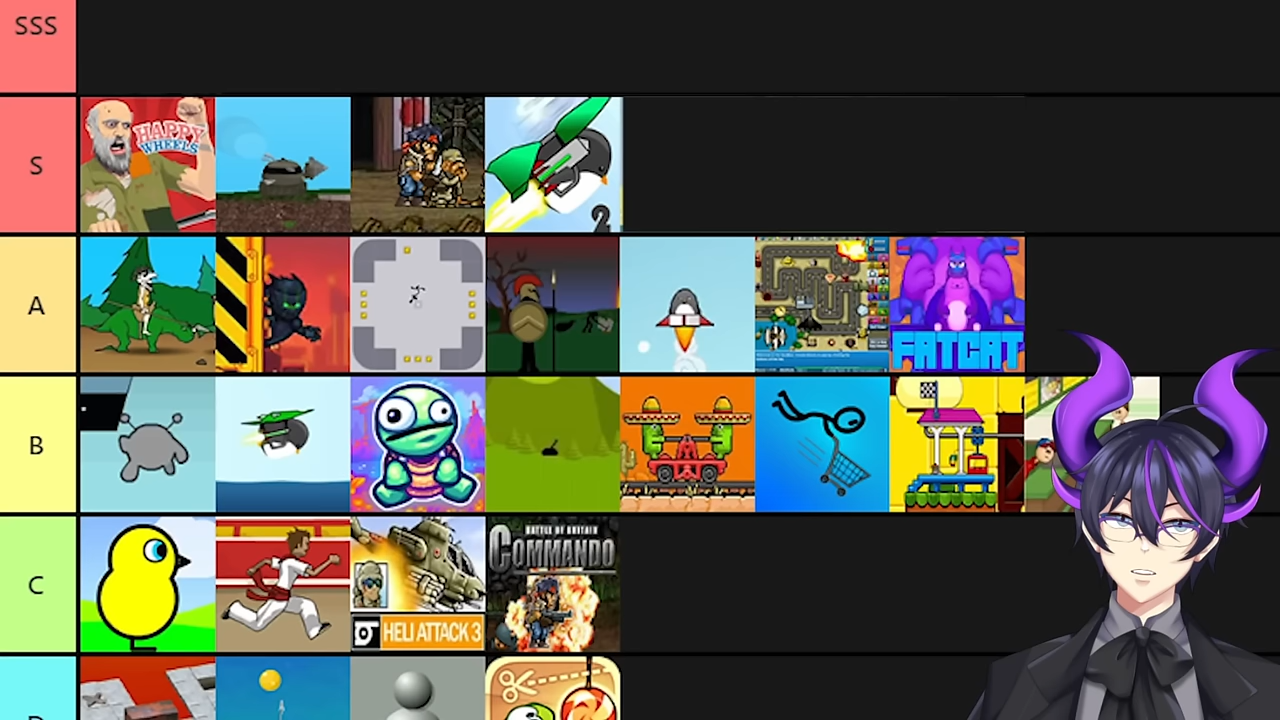 SSS
S
HAPPY
WHEELS
2
A
FATCAT
B
C
HELI ATTACK 3
BATTLE OF BRITAIN
COMMANDO
D